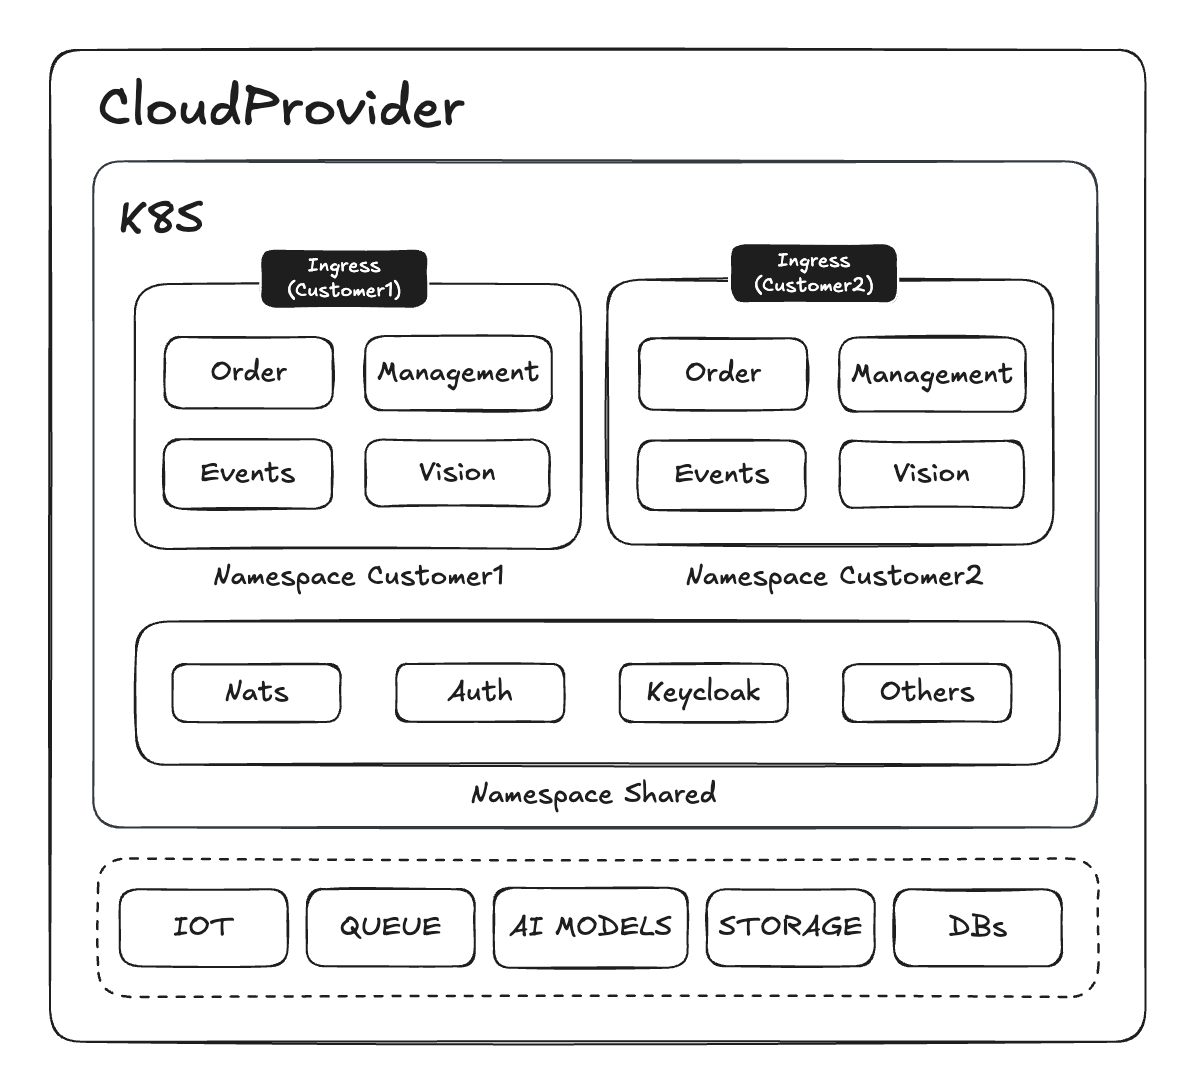 CloudProvider
K8S
Ingress
(Customer1)
Ingress
(Customer2)
Order
Management
Order
Management
Events
Vision
Events
Vision
Namespace Customer1
Namespace Customer2
Nats
Auth
Keycloak
Others
Namespace Shared
IOT
QUEUE
AI MODELS
STORAGE
DBs